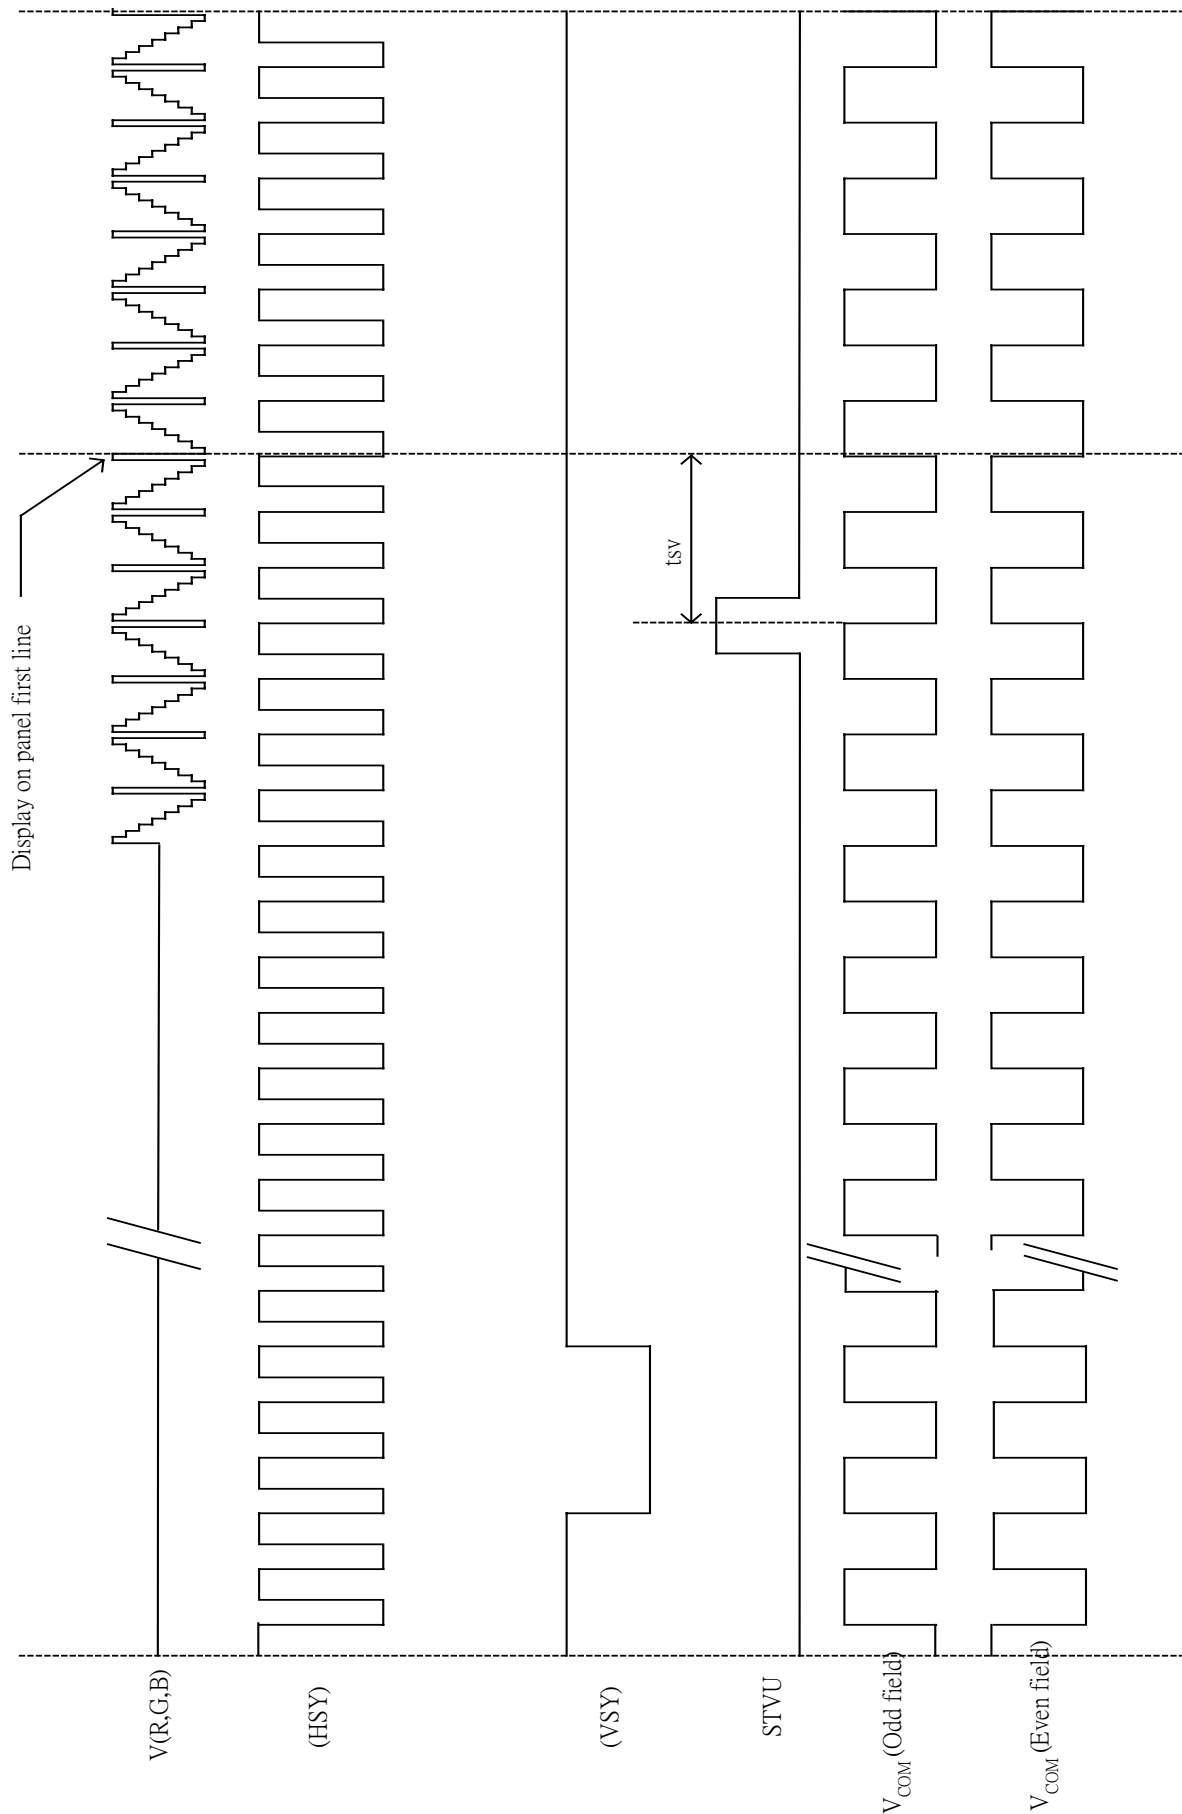 Display on panel first line
V(R,G,B)
(HSY)
(VSY)
tsv
STVU
VCOM (Odd field)
VCOM (Even field)